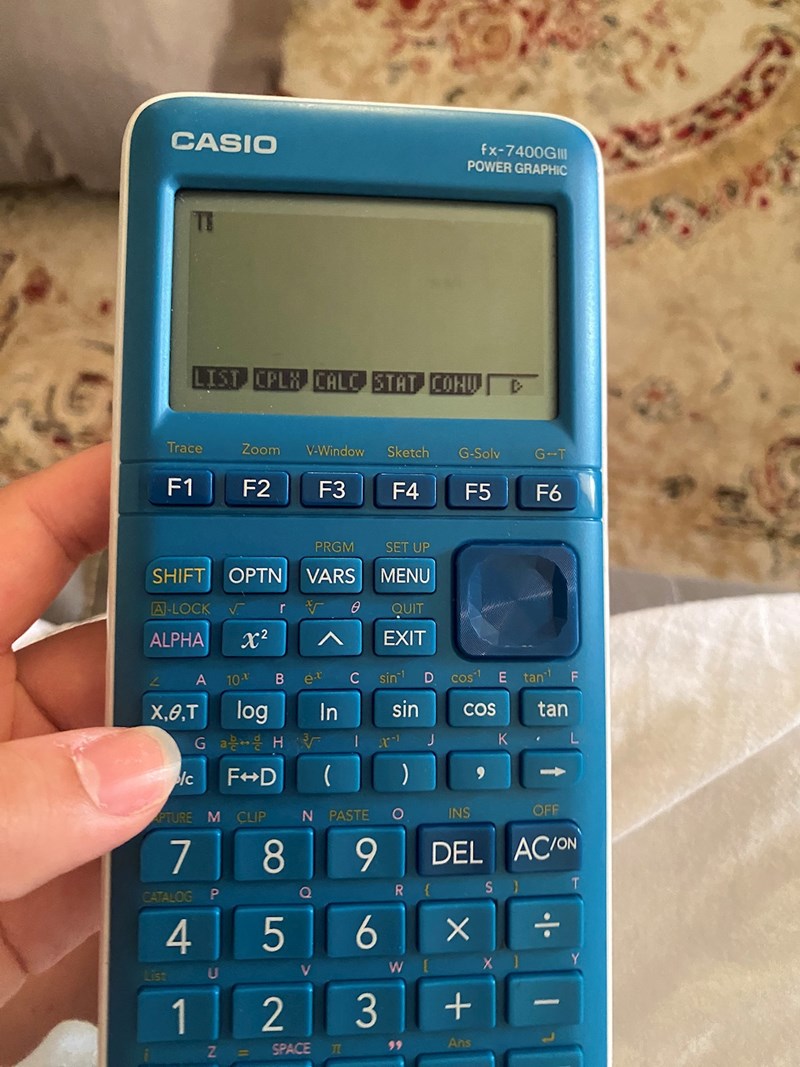 CASIO
fx-7400GIII
POWER GRAPHIC
π
LIST CPLX CALC STAT CONV ▷
Trace Zoom V-Window Sketch G-Solv G↔T
F1 F2 F3 F4 F5 F6
PRGM SET UP
SHIFT OPTN VARS MENU
A-LOCK √ r ˣ√ θ QUIT
ALPHA x² ^ EXIT
∠ A 10ˣ B eˣ C sin⁻¹ D cos⁻¹ E tan⁻¹ F
X,θ,T log ln sin cos tan
G a b/c↔d/c H ³√ I x⁻¹ J K , L
b/c F↔D ( ) , →
M CLIP N PASTE O INS OFF
7 8 9 DEL AC/ON
CATALOG P Q R { S } T
4 5 6 × ÷
List U V W [ X ] Y
1 2 3 + −
i Z = SPACE π " Ans ↵